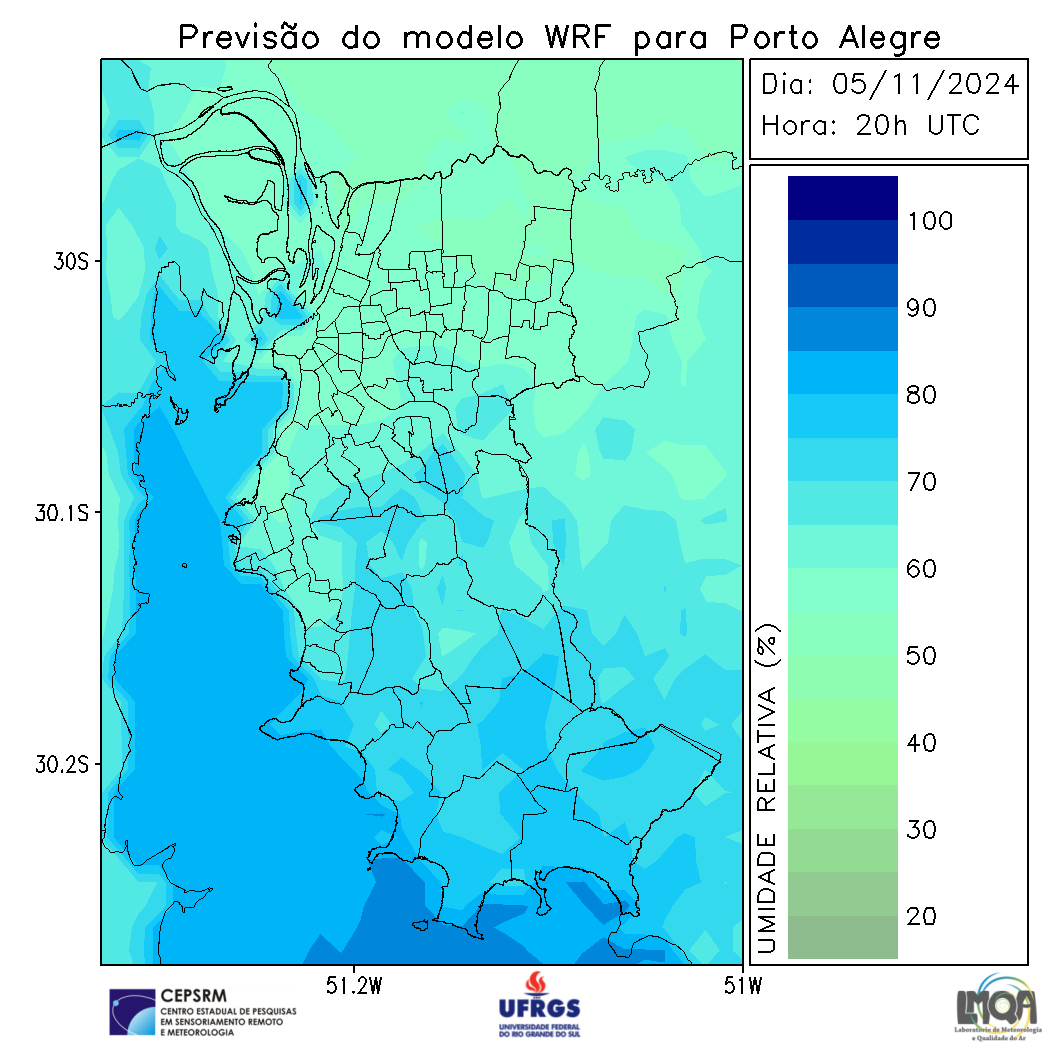 Previsão do modelo WRF para Porto Alegre
Dia: 05/11/2024
Hora: 20h UTC
30S
30.1S
30.2S
51.2W
51W
100
90
80
70
60
50
40
30
20
UMIDADE RELATIVA (%)
CEPSRM
CENTRO ESTADUAL DE PESQUISAS
EM SENSORIAMENTO REMOTO
E METEOROLOGIA
UFRGS
UNIVERSIDADE FEDERAL
DO RIO GRANDE DO SUL
LMQA
Laboratório de Meteorologia
e Qualidade do Ar